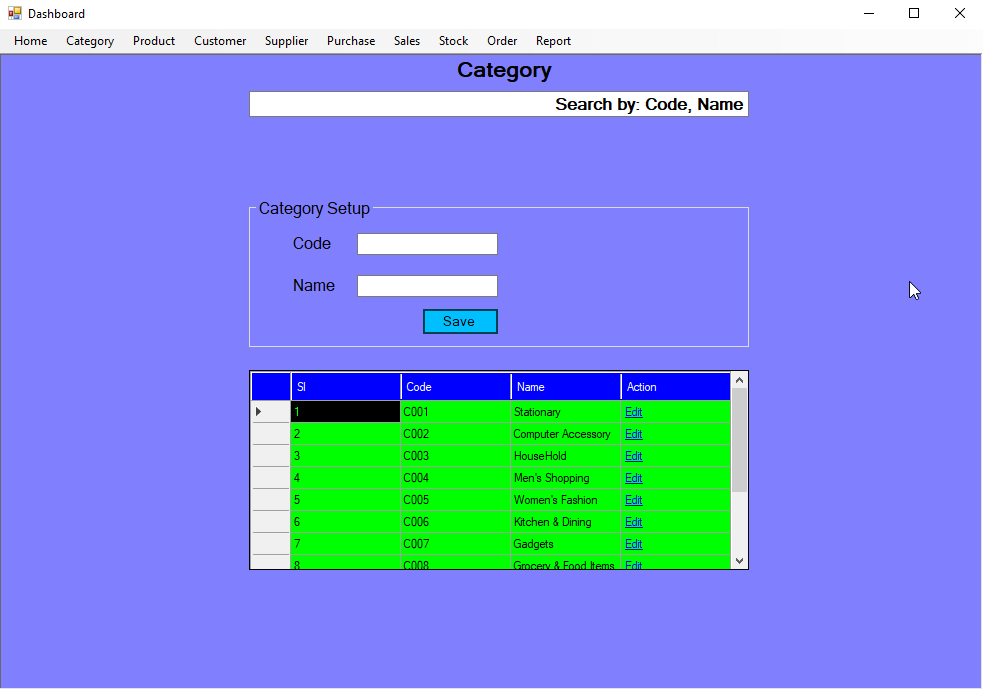 Dashboard
Home Category Product Customer Supplier Purchase Sales Stock Order Report
Category
Search by: Code, Name
Category Setup
Code
Name
Save
Sl Code Name Action
1 C001 Stationary Edit
2 C002 Computer Accessory Edit
3 C003 HouseHold Edit
4 C004 Men's Shopping Edit
5 C005 Women's Fashion Edit
6 C006 Kitchen & Dining Edit
7 C007 Gadgets Edit
8 C008 Grocery & Food Items Edit